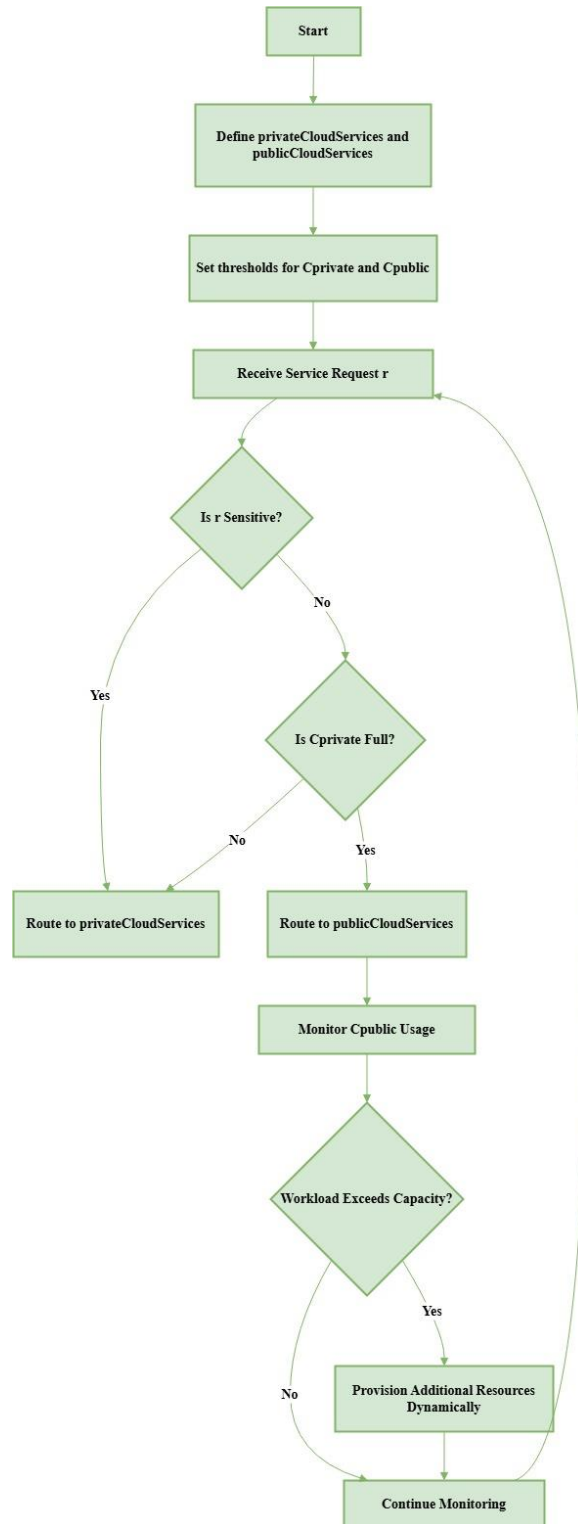 Start
Define privateCloudServices and
publicCloudServices
Set thresholds for Cprivate and Cpublic
Receive Service Request r
Is r Sensitive?
No
Yes
Is Cprivate Full?
No
Yes
Route to privateCloudServices
Route to publicCloudServices
Monitor Cpublic Usage
Workload Exceeds Capacity?
Yes
No
Provision Additional Resources
Dynamically
Continue Monitoring